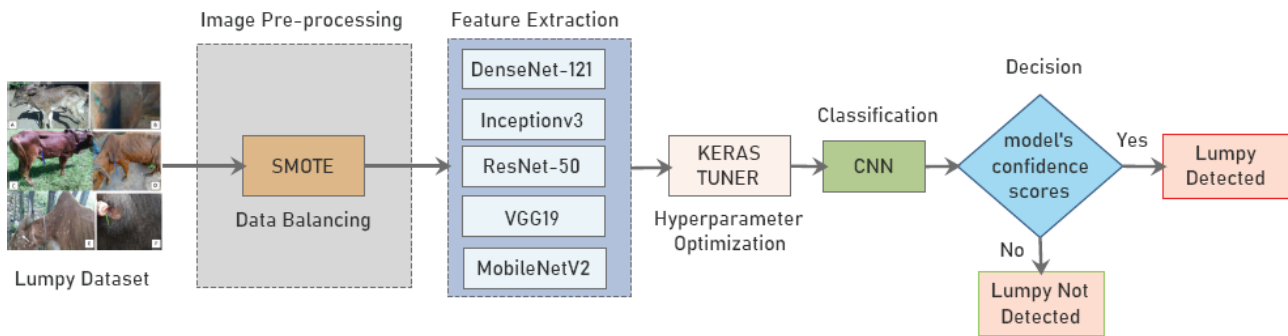 Image Pre-processing
Feature Extraction
DenseNet-121
Inceptionv3
ResNet-50
VGG19
MobileNetV2
SMOTE
Data Balancing
A
B
C
D
E
F
Lumpy Dataset
KERAS
TUNER
Hyperparameter
Optimization
Classification
CNN
Decision
model's
confidence
scores
Yes
Lumpy
Detected
No
Lumpy Not
Detected